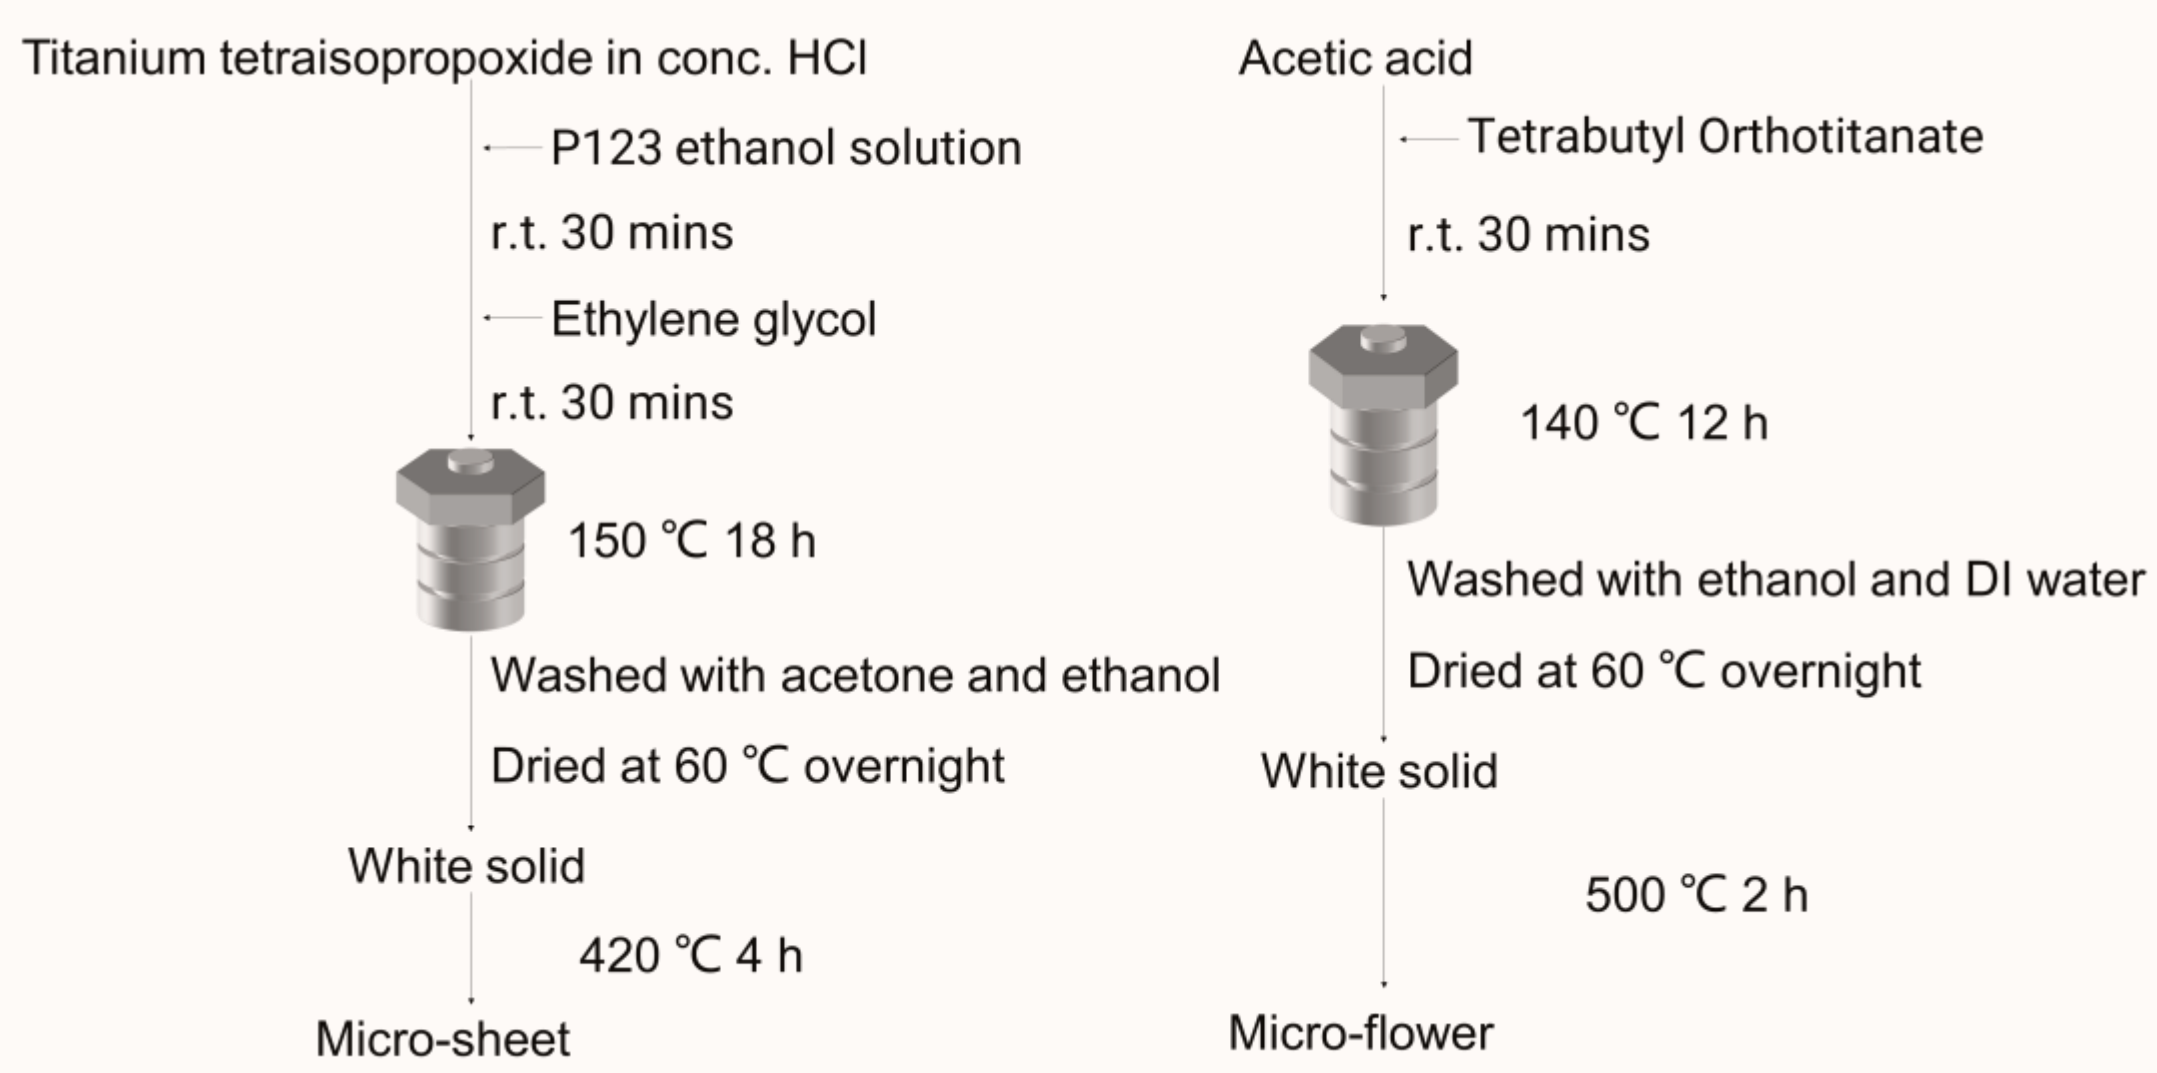 Titanium tetraisopropoxide in conc. HCl
P123 ethanol solution
r.t. 30 mins
Ethylene glycol
r.t. 30 mins
150 ℃ 18 h
Washed with acetone and ethanol
Dried at 60 ℃ overnight
White solid
420 ℃ 4 h
Micro-sheet
Acetic acid
Tetrabutyl Orthotitanate
r.t. 30 mins
140 ℃ 12 h
Washed with ethanol and DI water
Dried at 60 ℃ overnight
White solid
500 ℃ 2 h
Micro-flower